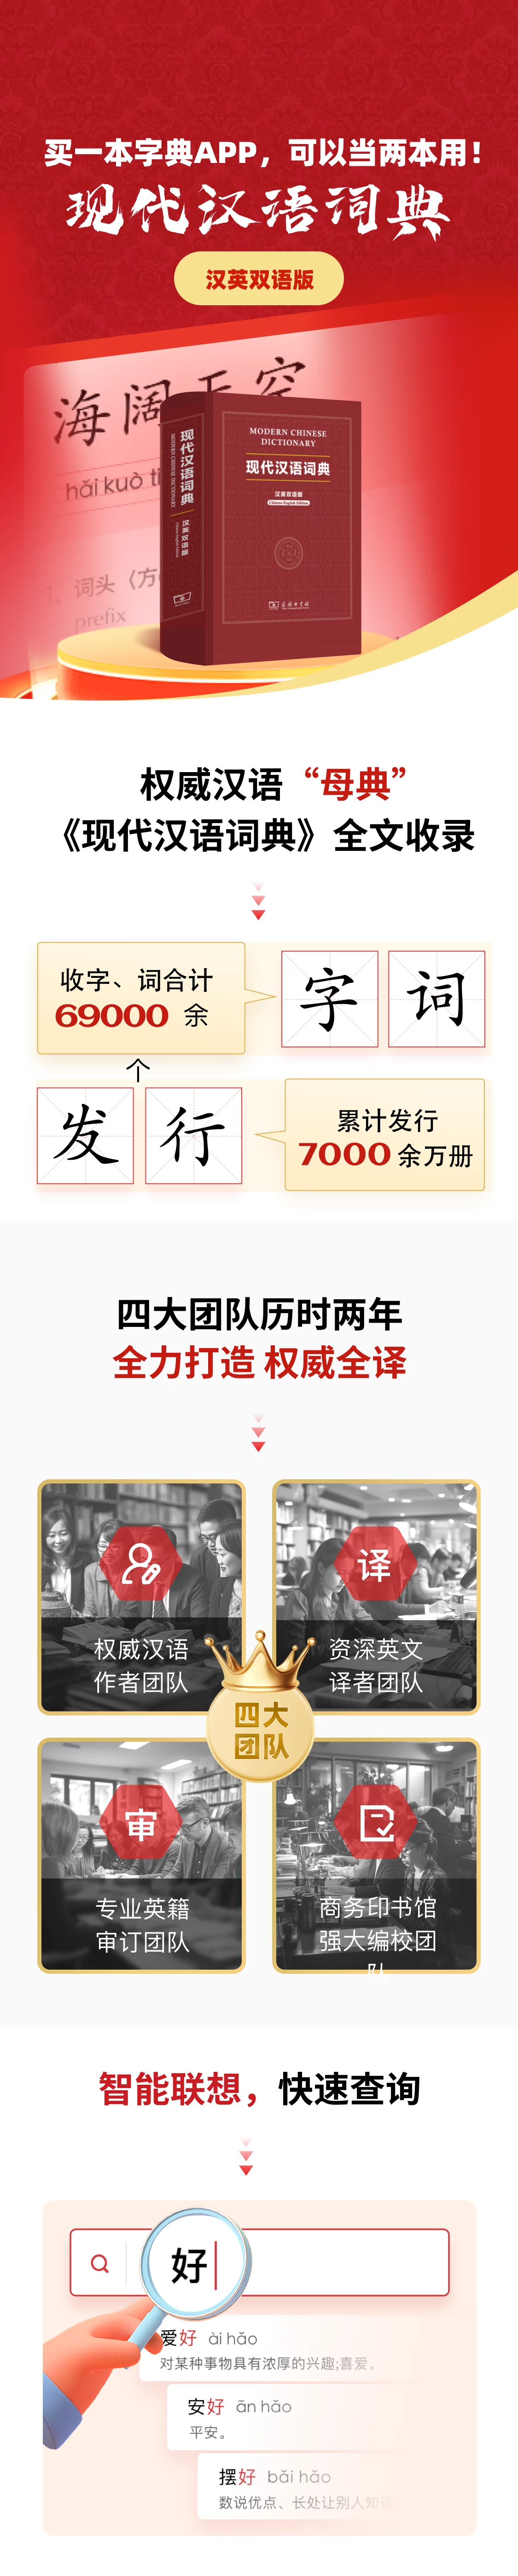 买一本字典APP，可以当两本用！
现代汉语词典
汉英双语版
海阔天空
hǎi kuò ti
、词头（方
prefix
现代汉语词典
MODERN CHINESE DICTIONARY
汉英双语版
Chinese-English Edition
MODERN CHINESE
DICTIONARY
现代汉语词典
汉英双语版
Chinese-English Edition
商务印书馆
权威汉语“母典”
《现代汉语词典》全文收录
收字、词合计
69000 余
个
字 词
发 行
累计发行
7000 余万册
四大团队历时两年
全力打造 权威全译
权威汉语
作者团队
译
资深英文
译者团队
四大
团队
审
专业英籍
审订团队
商务印书馆
强大编校团
队
智能联想，快速查询
好
爱好 ài hǎo
对某种事物具有浓厚的兴趣;喜爱。
安好 ān hǎo
平安。
摆好 bǎi hǎo
数说优点、长处让别人知道